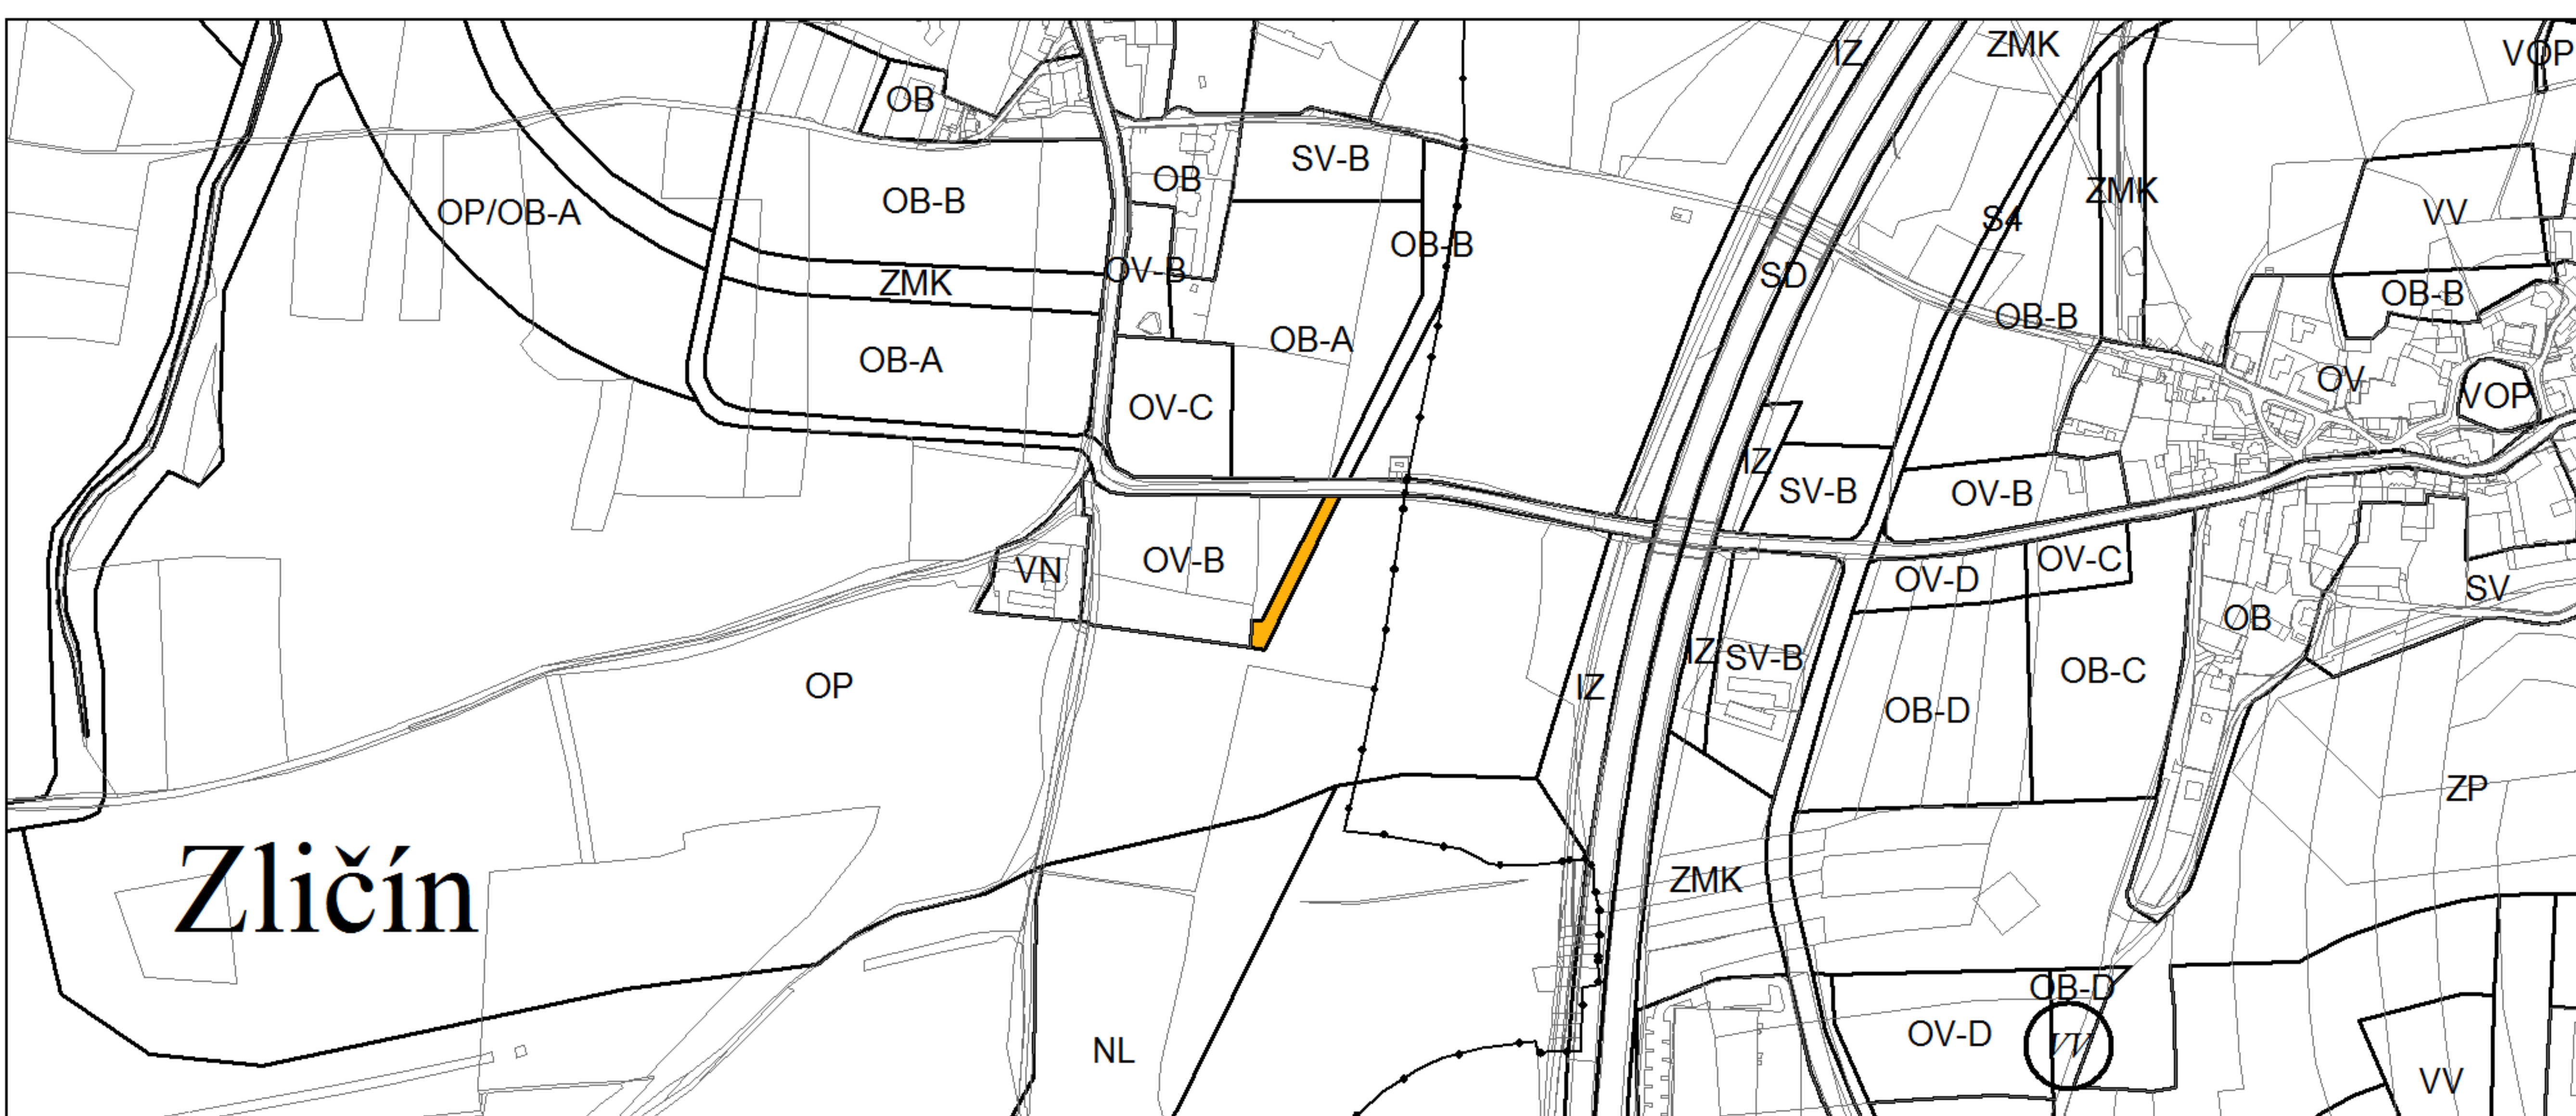 IZ
ZMK
VOP
OB
SV-B
OB
ZMK
OP/OB-A
OB-B
VV
S4
OB-B
OV-B
SD
ZMK
OB-B
OB-B
OB-A
OB-A
OV
VOP
OV-C
IZ
SV-B
OV-B
OV-B
VN
OV-C
OV-D
SV
OB
IZ
SV-B
OB-C
OP
IZ
OB-D
ZP
Zličín
ZMK
OB-D
OV-D
VV
NL
VV